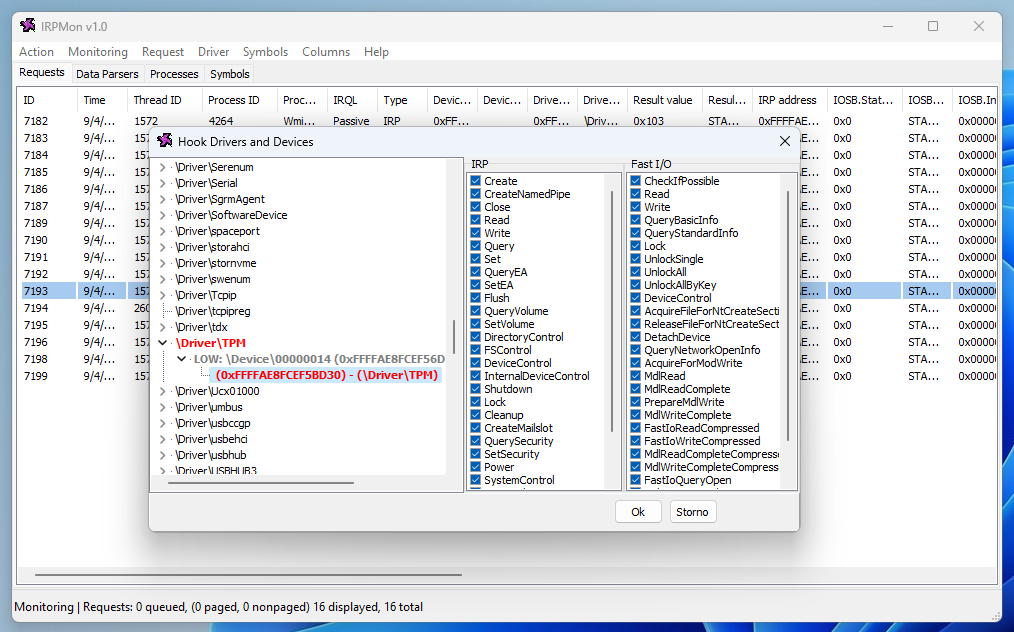 IRPMon v1.0
Action Monitoring Request Driver Symbols Columns Help
Requests Data Parsers Processes Symbols
ID Time Thread ID Process ID Proc... IRQL Type Devic... Devic... Drive... Drive... Result value Resul... IRP address IOSB.Stat... IOSB... IOSB.In
7182 9/4/... 1572 4264 Wmi... Passive IRP 0xFF... 0xFF... \Driv... 0x103 STA... 0xFFFFAE... 0x0 STA... 0x0000
7183 9/4/... 157 E... 0x0 STA... 0x0000
7184 9/4/... 157 E... 0x0 STA... 0x0000
7185 9/4/... 157 E... 0x0 STA... 0x0000
7186 9/4/... 157 E... 0x0 STA... 0x0000
7187 9/4/... 157 E... 0x0 STA... 0x0000
7189 9/4/... 157 E... 0x0 STA... 0x0000
7190 9/4/... 157 E... 0x0 STA... 0x0000
7191 9/4/... 157 E... 0x0 STA... 0x0000
7192 9/4/... 157 E... 0x0 STA... 0x0000
7193 9/4/... 157 E... 0x0 STA... 0x0000
7194 9/4/... 260 E... 0x0 STA... 0x0000
7195 9/4/... 157 E... 0x0 STA... 0x0000
7196 9/4/... 157 E... 0x0 STA... 0x0000
7198 9/4/... 157 E... 0x0 STA... 0x0000
7199 9/4/... 157 E... 0x0 STA... 0x0000
Hook Drivers and Devices
\Driver\Serenum
\Driver\Serial
\Driver\SgrmAgent
\Driver\SoftwareDevice
\Driver\spaceport
\Driver\storahci
\Driver\stornvme
\Driver\swenum
\Driver\Tcpip
\Driver\tcpipreg
\Driver\tdx
\Driver\TPM
LOW: \Device\00000014 (0xFFFFAE8FCEF56D
(0xFFFFAE8FCEF5BD30) - (\Driver\TPM)
\Driver\Ucx01000
\Driver\umbus
\Driver\usbccgp
\Driver\usbehci
\Driver\usbhub
\Driver\USBHUB3
IRP
Create
CreateNamedPipe
Close
Read
Write
Query
Set
QueryEA
SetEA
Flush
QueryVolume
SetVolume
DirectoryControl
FSControl
DeviceControl
InternalDeviceControl
Shutdown
Lock
Cleanup
CreateMailslot
QuerySecurity
SetSecurity
Power
SystemControl
Fast I/O
CheckIfPossible
Read
Write
QueryBasicInfo
QueryStandardInfo
Lock
UnlockSingle
UnlockAll
UnlockAllByKey
DeviceControl
AcquireFileForNtCreateSecti
ReleaseFileForNtCreateSect
DetachDevice
QueryNetworkOpenInfo
AcquireForModWrite
MdlRead
MdlReadComplete
PrepareMdlWrite
MdlWriteComplete
FastIoReadCompressed
FastIoWriteCompressed
MdlReadCompleteCompress
MdlWriteCompleteCompress
FastIoQueryOpen
Ok Storno
Monitoring | Requests: 0 queued, (0 paged, 0 nonpaged) 16 displayed, 16 total